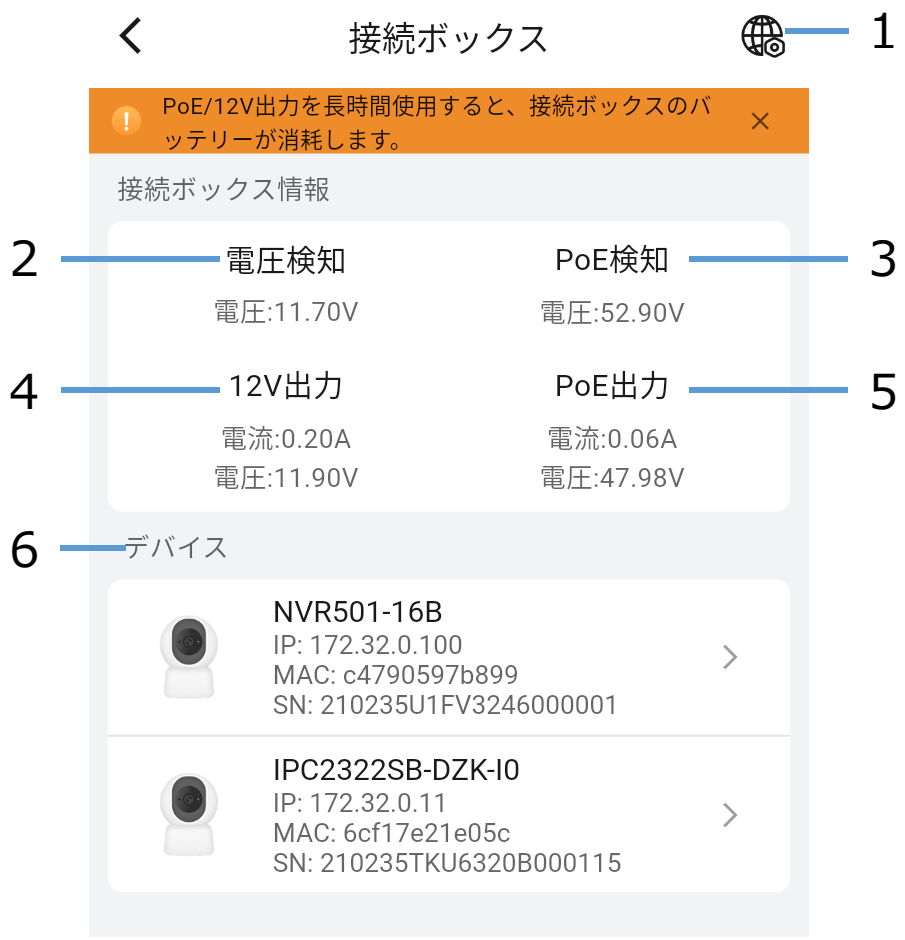 接続ボックス
1
PoE/12V出力を長時間使用すると、接続ボックスのバ
ッテリーが消耗します。
接続ボックス情報
2
電圧検知
PoE検知
3
電圧:11.70V
電圧:52.90V
4
12V出力
PoE出力
5
電流:0.20A
電流:0.06A
電圧:11.90V
電圧:47.98V
6
デバイス
NVR501-16B
IP: 172.32.0.100
MAC: c4790597b899
SN: 210235U1FV3246000001
IPC2322SB-DZK-I0
IP: 172.32.0.11
MAC: 6cf17e21e05c
SN: 210235TKU6320B000115